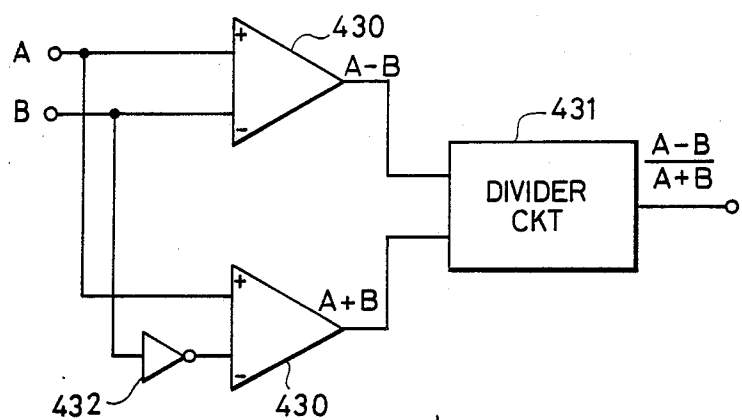 430
A
+
A-B
B
-
431
A-B
A+B
DIVIDER
CKT
+
A+B
-
432
430